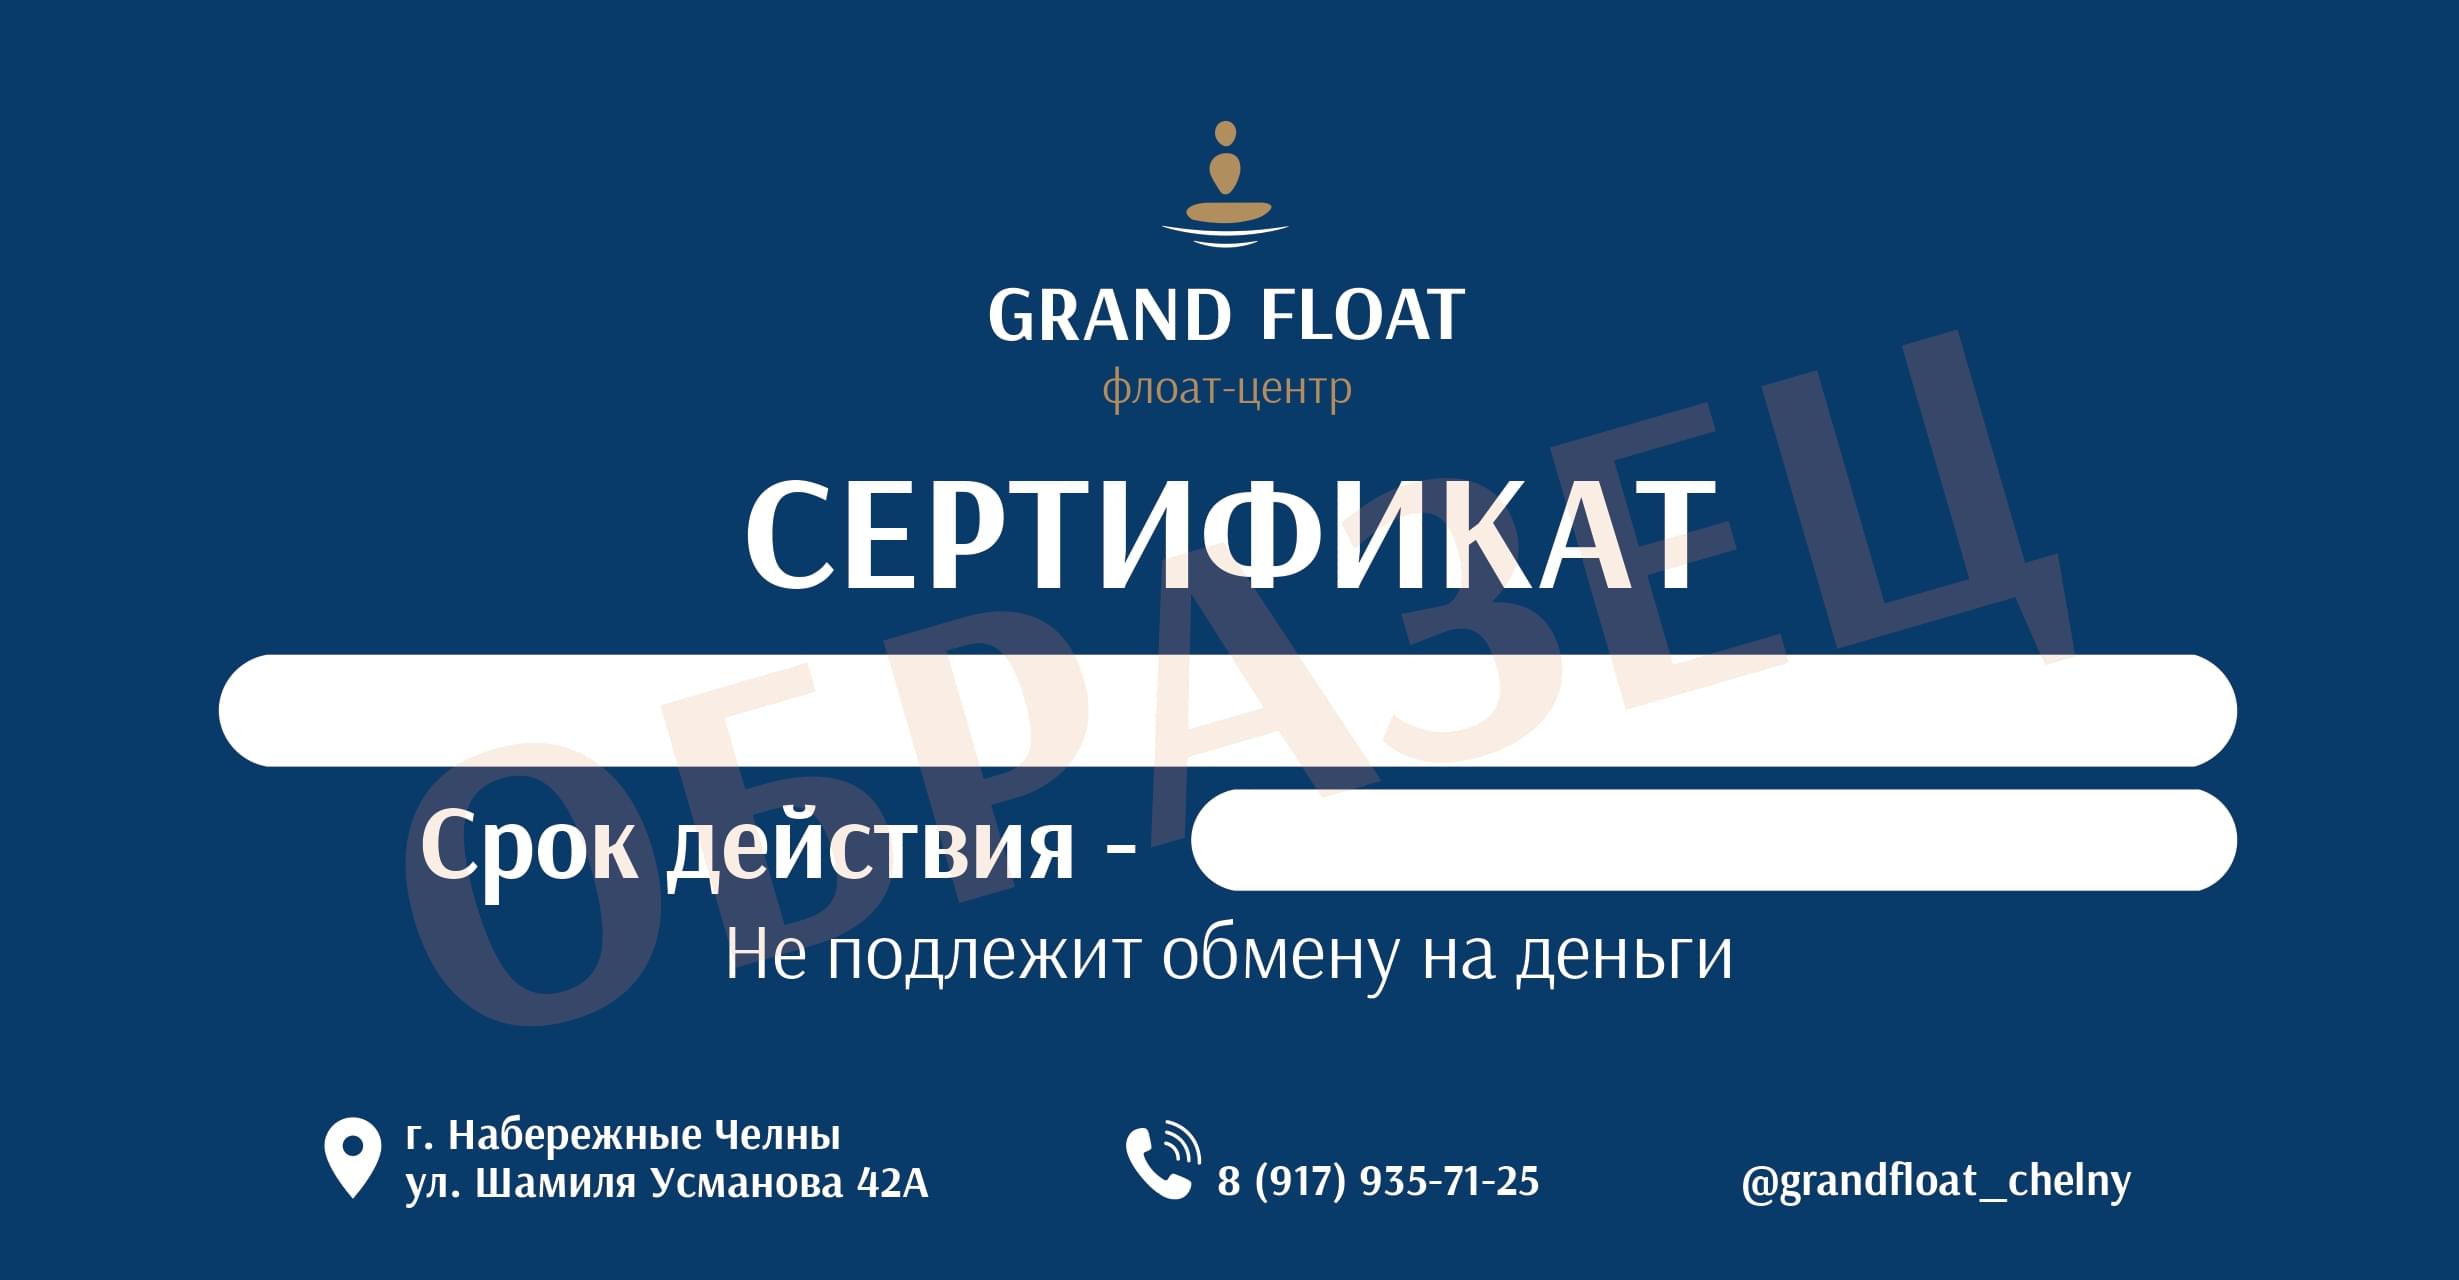 GRAND FLOAT
флоат-центр
СЕРТИФИКАТ
ОБРАЗЕЦ
Срок действия -
Не подлежит обмену на деньги
г. Набережные Челны
ул. Шамиля Усманова 42А
8 (917) 935-71-25
@grandfloat_chelny